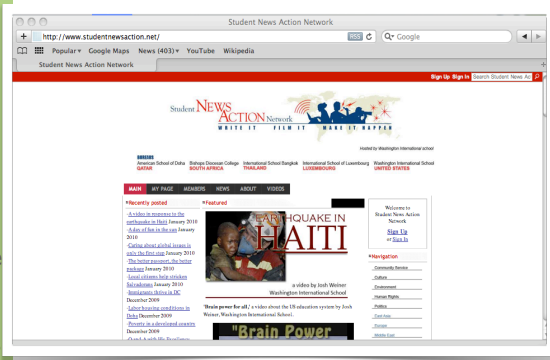 Student News Action Network
http://www.studentnewsaction.net/
RSS
Google
Popular Google Maps News (403) YouTube Wikipedia
Student News Action Network
Sign Up Sign In Search Student News Ad
Student NEWS
ACTION Network
WRITE IT FILM IT MAKE IT HAPPEN
Hosted by Washington International school
BUREAUS
American School of Doha Bishops Diocesan College International School Bangkok International School of Luxembourg Washington International School
QATAR SOUTH AFRICA THAILAND LUXEMBOURG UNITED STATES
MAIN MY PAGE MEMBERS NEWS ABOUT VIDEOS
Recently posted
-A video in response to the
earthquake in Haiti January 2010
-A day of fun in the sun January
2010
-Caring about global issues is
only the first step January 2010
-The better passport, the better
package January 2010
-Local citizens help stricken
Salvadorans January 2010
-Immigrants thrive in DC
December 2009
-Labor housing conditions in
Doha December 2009
-Poverty in a developed country
December 2009
-Q and A with His Excellency
Featured
EARTHQUAKE IN
HAITI
a video by Josh Weiner
Washington International School
'Brain power for all,' a video about the US education system by Josh
Weiner, Washington International School.
"Brain Power
Welcome to
Student News Action
Network
Sign Up
or Sign In
Navigation
Community Service
Culture
Environment
Human Rights
Politics
East Asia
Europe
Middle East